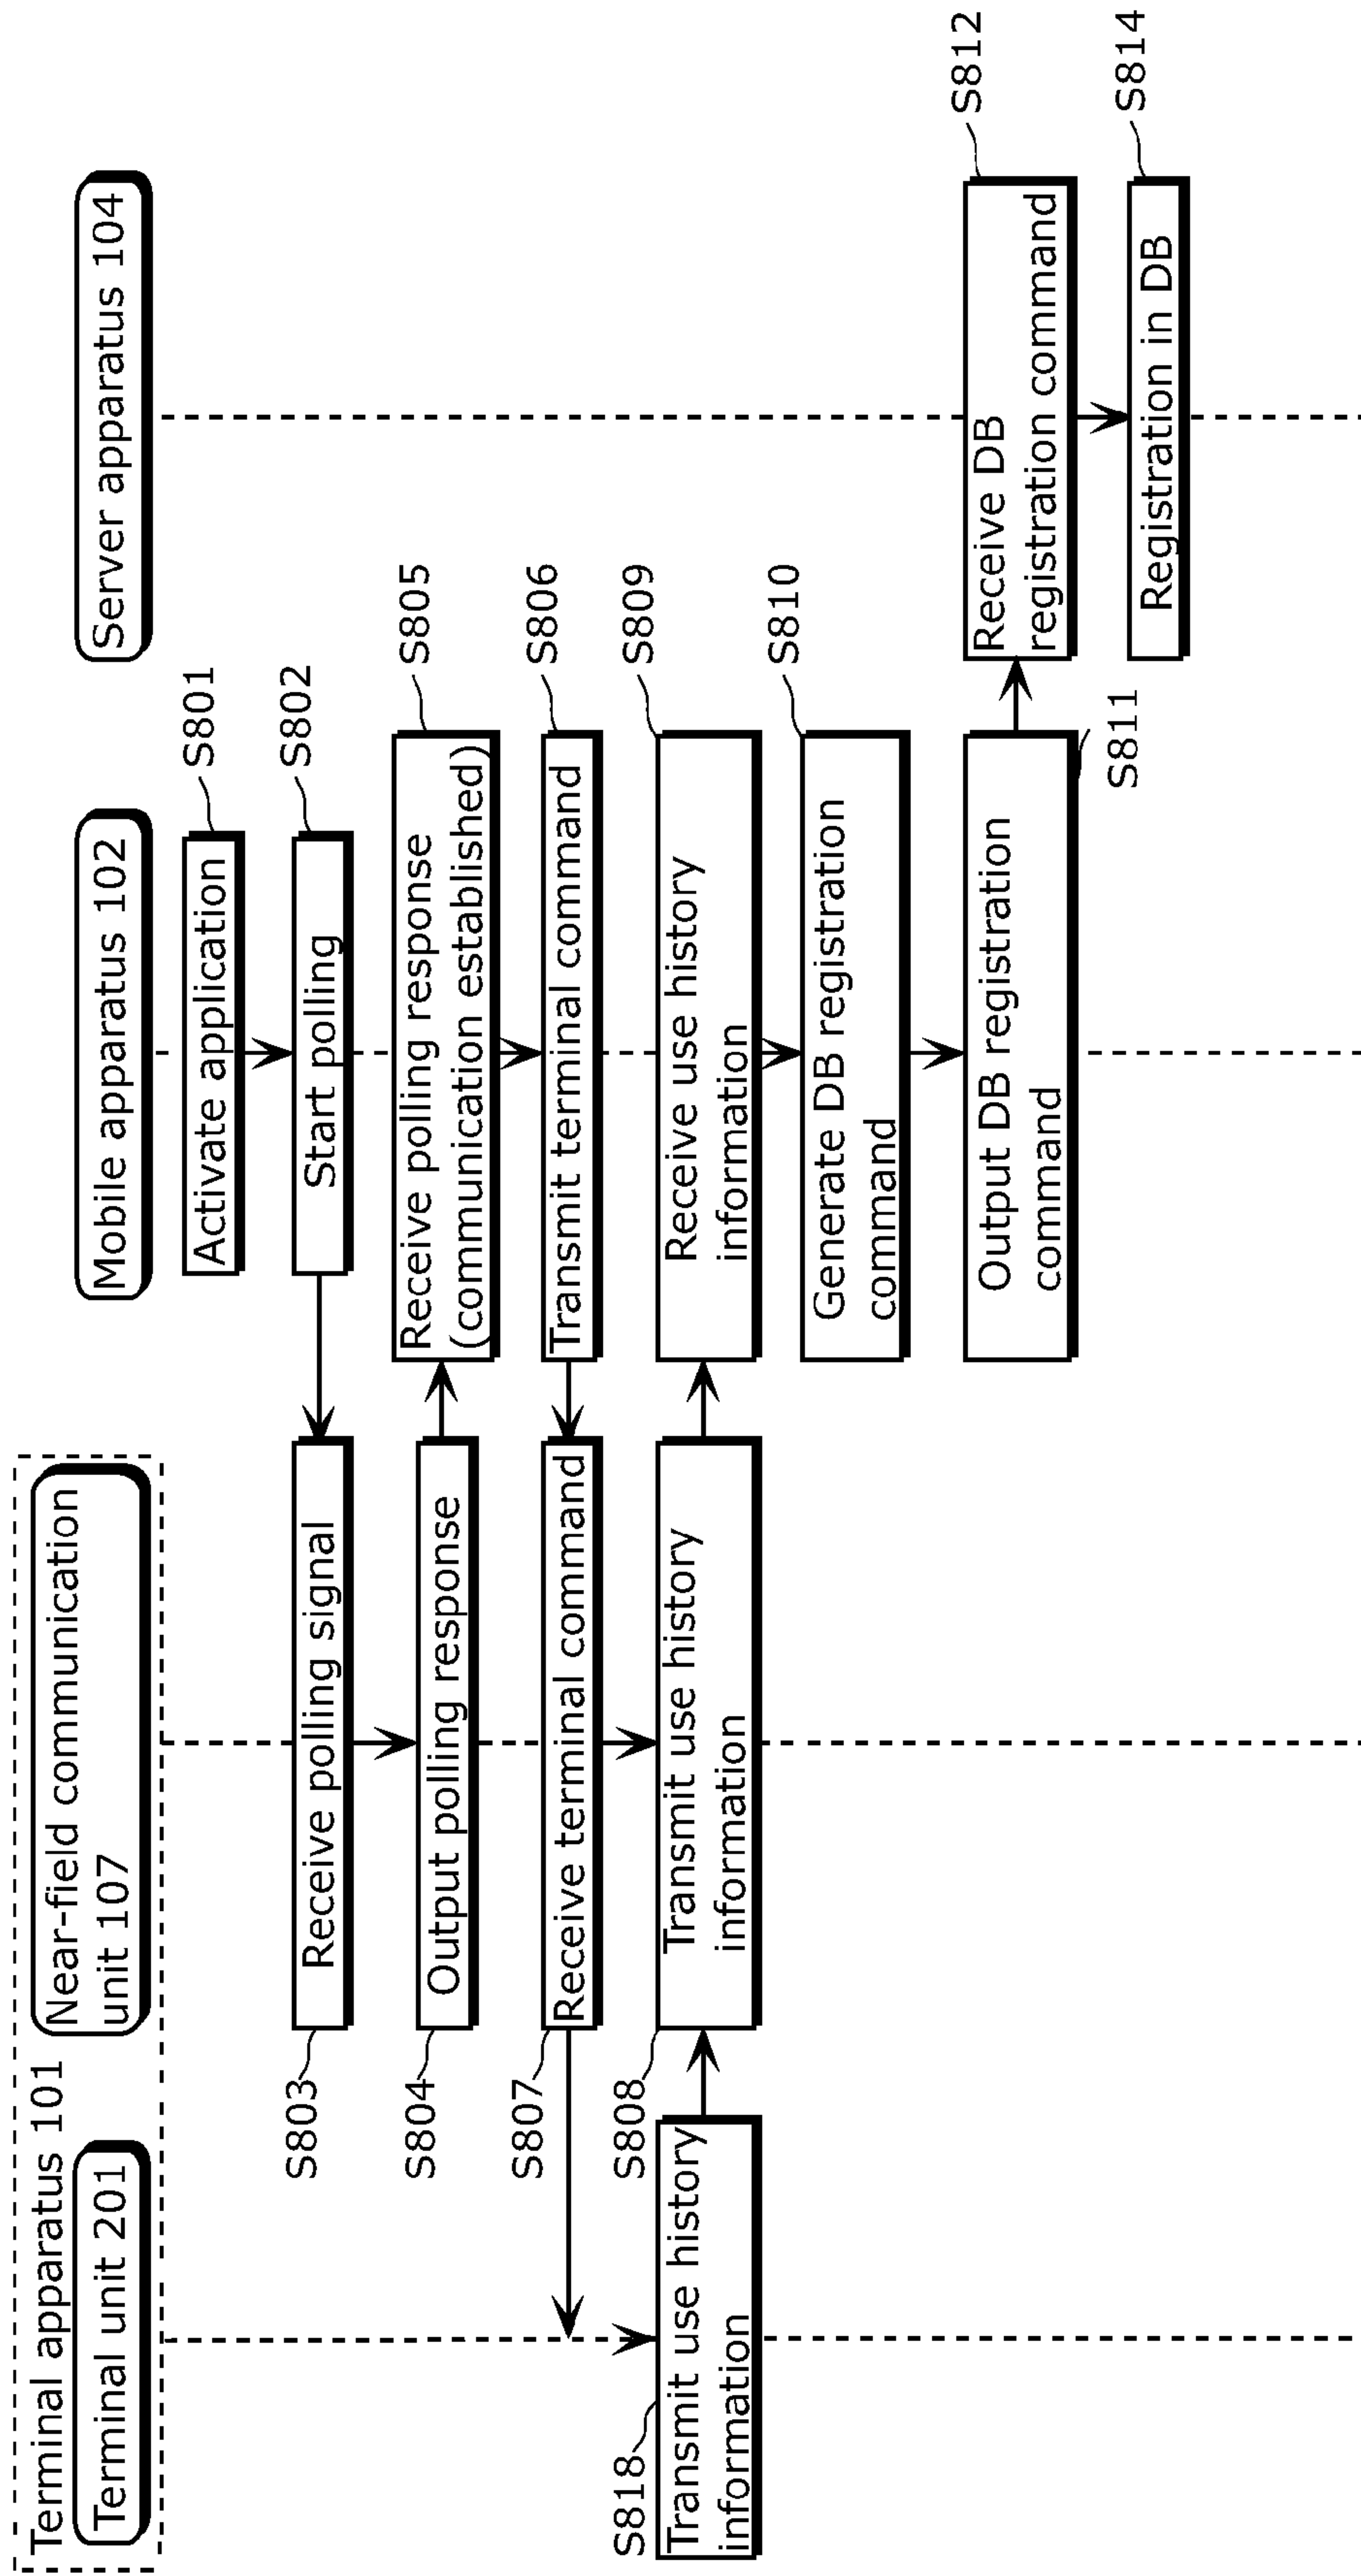 Terminal apparatus 101
Terminal unit 201
Near-field communication
unit 107
Mobile apparatus 102
Server apparatus 104
Activate application
S801
Start polling
S802
S803
Receive polling signal
S804
Output polling response
Receive polling response
(communication established)
S805
Transmit terminal command
S806
S807
Receive terminal command
S818
Transmit use history
information
S808
Transmit use history
information
Receive use history
information
S809
Generate DB registration
command
S810
Output DB registration
command
S811
Receive DB
registration command
S812
Registration in DB
S814